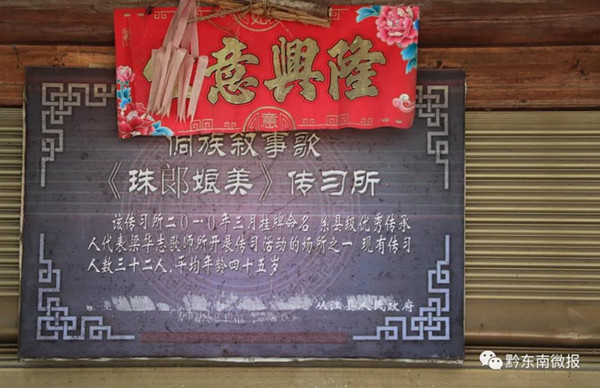 生意興隆
意
侗族叙事歌
《珠郎娘美》传习所
该传习所二〇一〇年三月挂牌命名 系县级优秀传承
人代表梁华志歌师所开展传习活动的场所之一 现有传习
人数三十二人,平均年龄四十五岁
从江县人民政府
黔东南微报